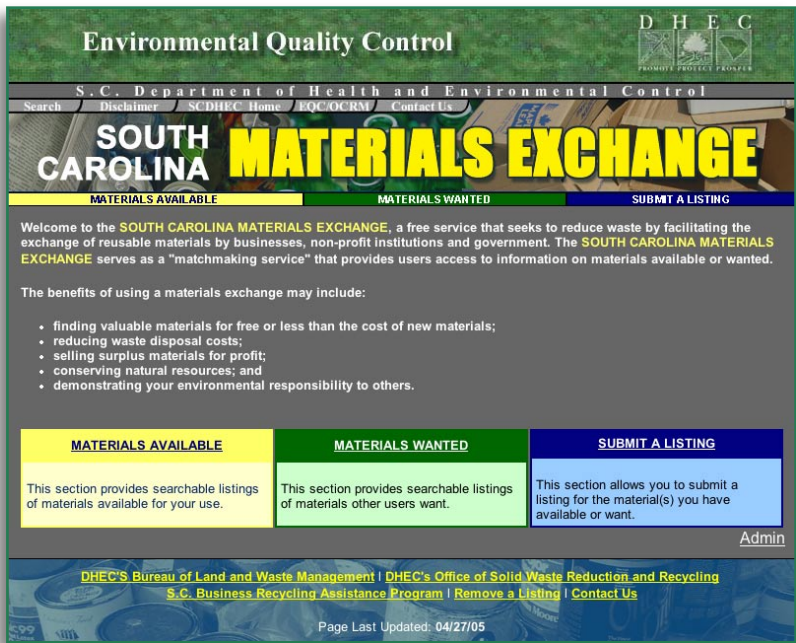 Environmental Quality Control
D H E C
PROMOTE PROTECT PROSPER
S.C. Department of Health and Environmental Control
Search / Disclaimer / SCDHEC Home / EQC/OCRM / Contact Us
SOUTH CAROLINA MATERIALS EXCHANGE
MATERIALS AVAILABLE MATERIALS WANTED SUBMIT A LISTING
Welcome to the SOUTH CAROLINA MATERIALS EXCHANGE, a free service that seeks to reduce waste by facilitating the
exchange of reusable materials by businesses, non-profit institutions and government. The SOUTH CAROLINA MATERIALS
EXCHANGE serves as a "matchmaking service" that provides users access to information on materials available or wanted.
The benefits of using a materials exchange may include:
• finding valuable materials for free or less than the cost of new materials;
• reducing waste disposal costs;
• selling surplus materials for profit;
• conserving natural resources; and
• demonstrating your environmental responsibility to others.
MATERIALS AVAILABLE
This section provides searchable listings
of materials available for your use.
MATERIALS WANTED
This section provides searchable listings
of materials other users want.
SUBMIT A LISTING
This section allows you to submit a
listing for the material(s) you have
available or want.
Admin
DHEC'S Bureau of Land and Waste Management | DHEC's Office of Solid Waste Reduction and Recycling
S.C. Business Recycling Assistance Program | Remove a Listing | Contact Us
Page Last Updated: 04/27/05